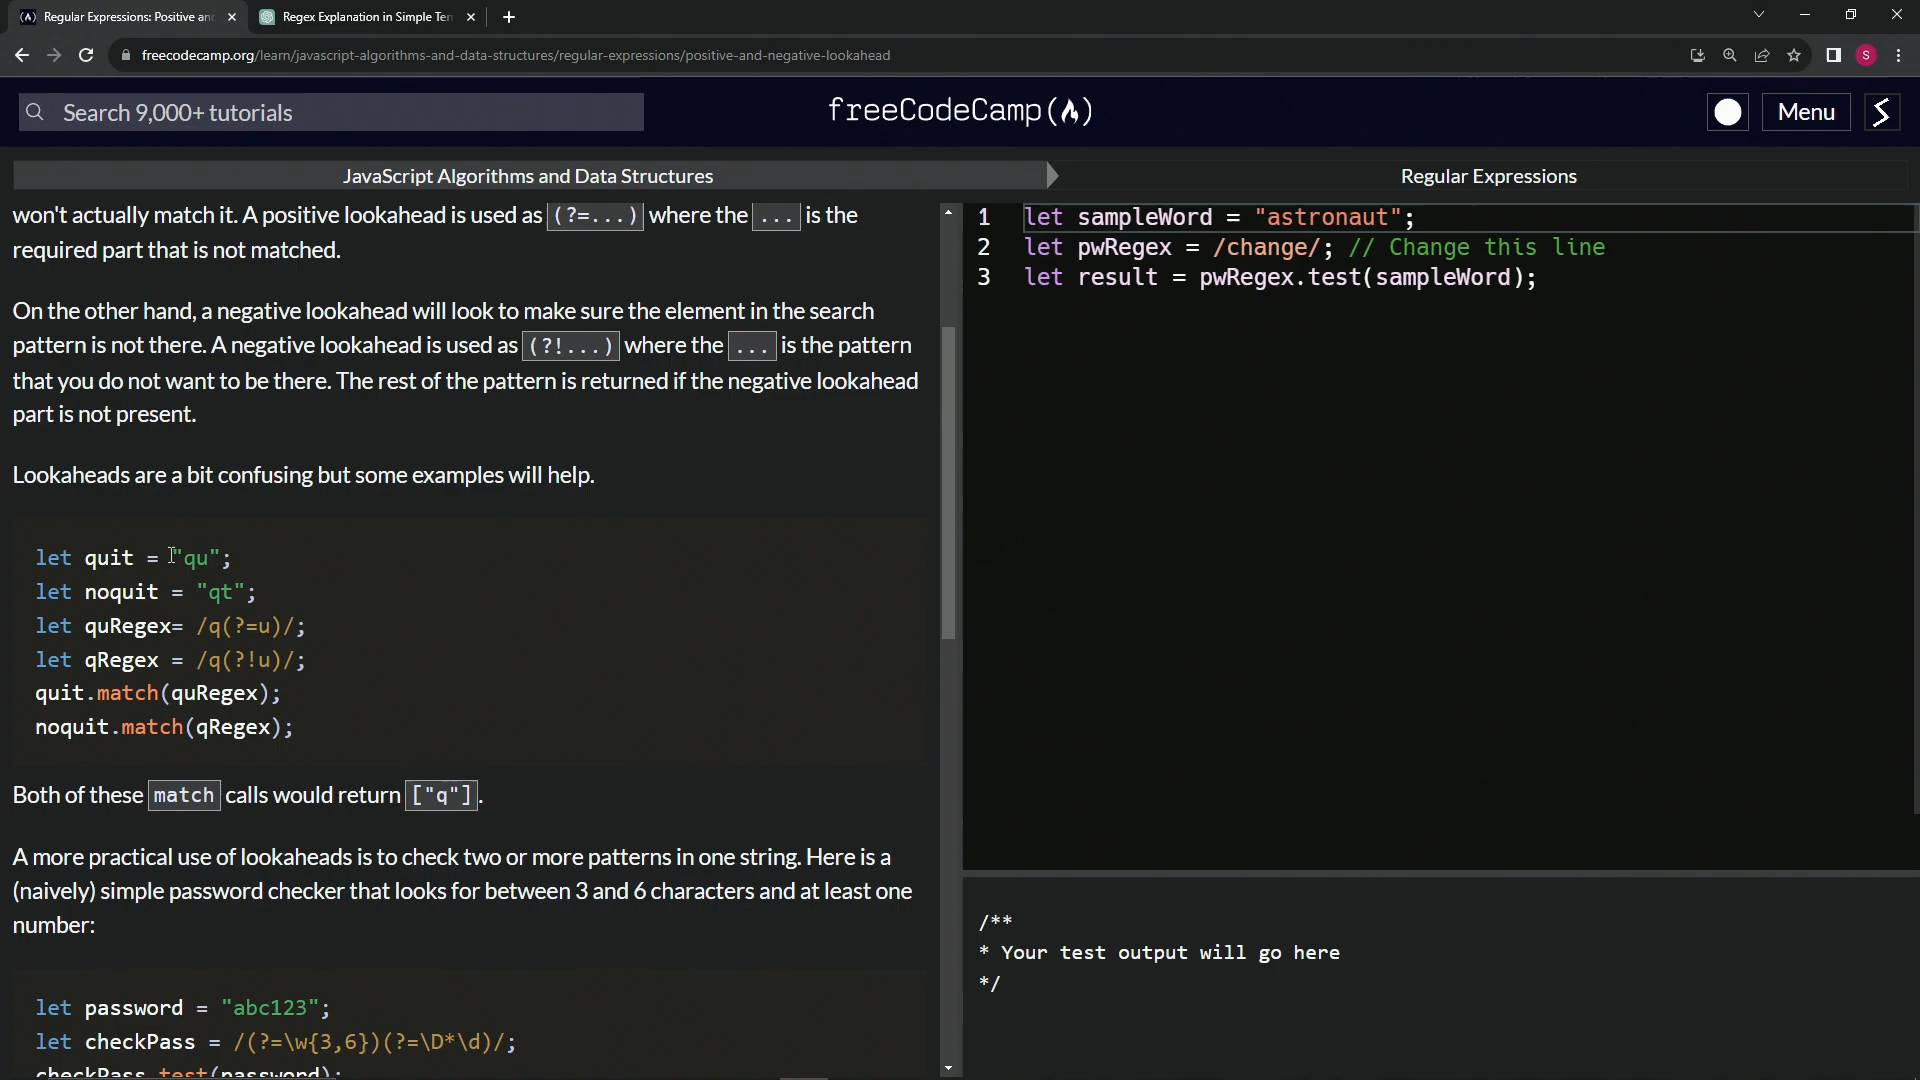 Regular Expressions: Positive and
Regex Explanation in Simple Ter
freecodecamp.org/learn/javascript-algorithms-and-data-structures/regular-expressions/positive-and-negative-lookahead
S
Search 9,000+ tutorials
freeCodeCamp
Menu
JavaScript Algorithms and Data Structures
Regular Expressions
won't actually match it. A positive lookahead is used as (?=...) where the ... is the
required part that is not matched.
On the other hand, a negative lookahead will look to make sure the element in the search
pattern is not there. A negative lookahead is used as (?!...) where the ... is the pattern
that you do not want to be there. The rest of the pattern is returned if the negative lookahead
part is not present.
Lookaheads are a bit confusing but some examples will help.
let quit = "qu";
let noquit = "qt";
let quRegex= /q(?=u)/;
let qRegex = /q(?!u)/;
quit.match(quRegex);
noquit.match(qRegex);
Both of these match calls would return ["q"].
A more practical use of lookaheads is to check two or more patterns in one string. Here is a
(naively) simple password checker that looks for between 3 and 6 characters and at least one
number:
let password = "abc123";
let checkPass = /(?=\w{3,6})(?=\D*\d)/;
checkPass.test(password);
1 let sampleWord = "astronaut";
2 let pwRegex = /change/; // Change this line
3 let result = pwRegex.test(sampleWord);
/**
* Your test output will go here
*/